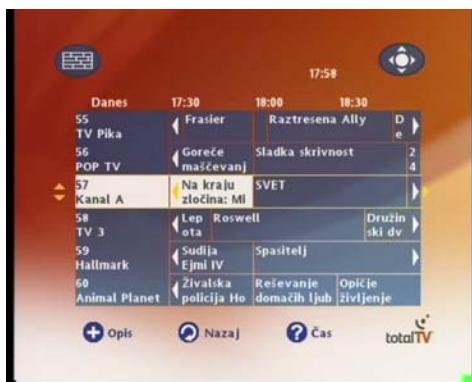 17:58
Danes 17:30 18:00 18:30
55 Frasier Raztresena Ally D
TV Pika e
56 Goreče Sladka skrivnost 2
POP TV maščevanj 4
57 Na kraju SVET
Kanal A zločina: Mi
58 Lep Roswell Družin
TV 3 ota ski dv
59 Sudija Spasitelj
Hallmark Ejmi IV
60 Živalska Reševanje Opičje
Animal Planet policija Ho domačih ljub življenje
Opis Nazaj Čas totalTV